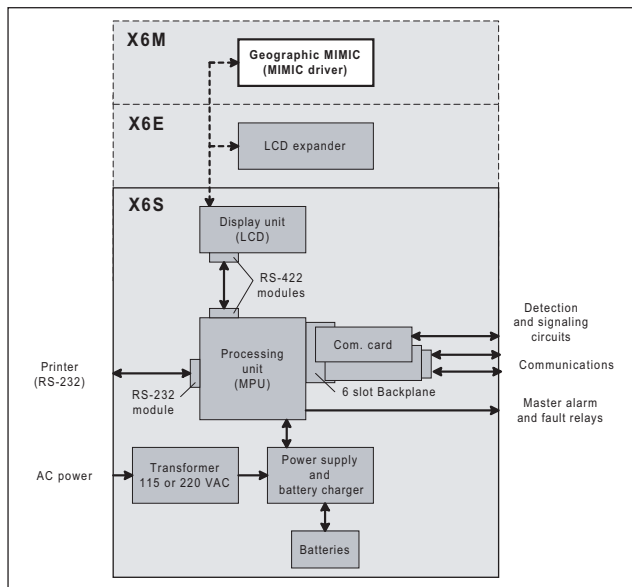 X6M
Geographic MIMIC
(MIMIC driver)
X6E
LCD expander
X6S
Display unit
(LCD)
RS-422
modules
Detection
and signaling
circuits
Com. card
Processing
unit
(MPU)
Printer
(RS-232)
Communications
RS-232
module
6 slot Backplane
Master alarm
and fault relays
AC power
Transformer
115 or 220 VAC
Power supply
and
battery charger
Batteries